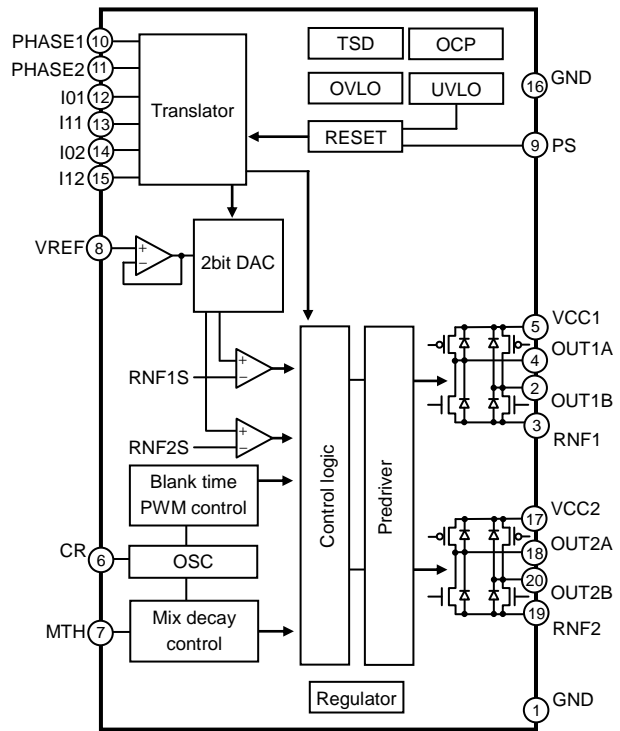 PHASE1 10
PHASE2 11
I01 12
I11 13
I02 14
I12 15
Translator
TSD
OCP
OVLO
UVLO
RESET
16 GND
9 PS
VREF 8
+
−
2bit DAC
RNF1S
+
−
RNF2S
+
−
Blank time
PWM control
CR 6
OSC
MTH 7
Mix decay
control
Control logic
Predriver
Regulator
5 VCC1
4 OUT1A
2 OUT1B
3 RNF1
17 VCC2
18 OUT2A
20 OUT2B
19 RNF2
1 GND